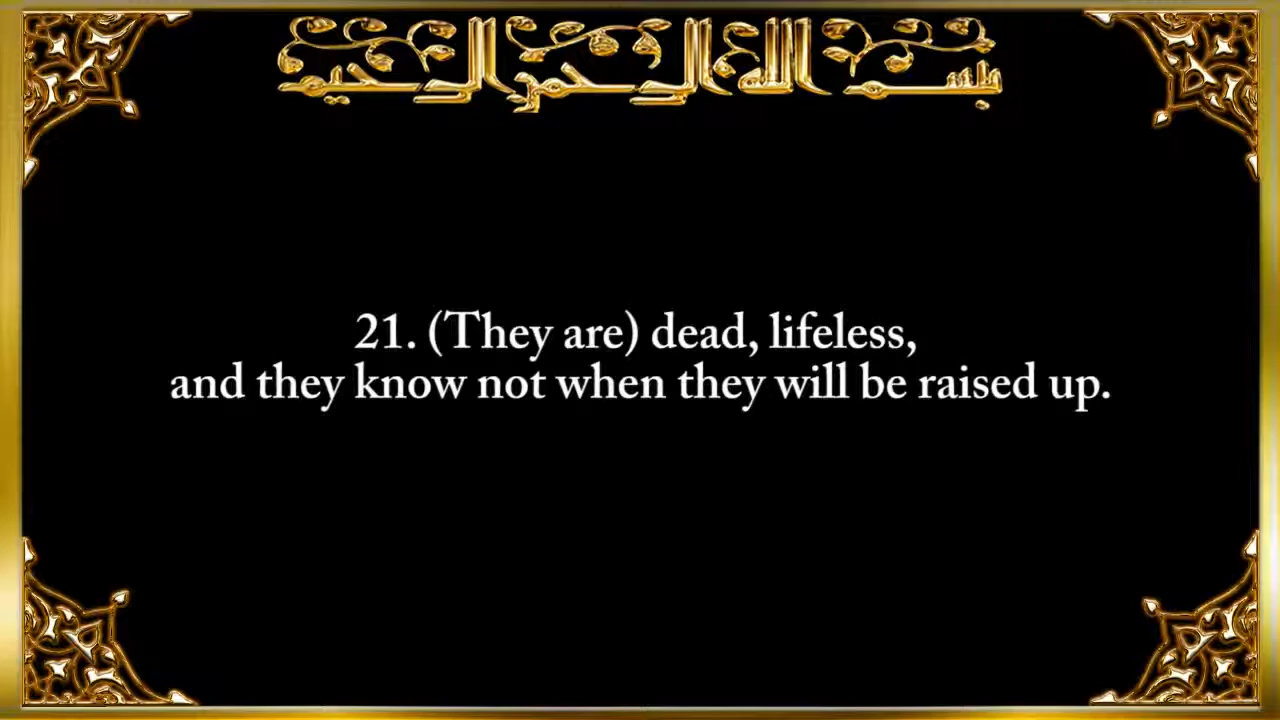 بسم الله الرحمن الرحيم
21. (They are) dead, lifeless,
and they know not when they will be raised up.